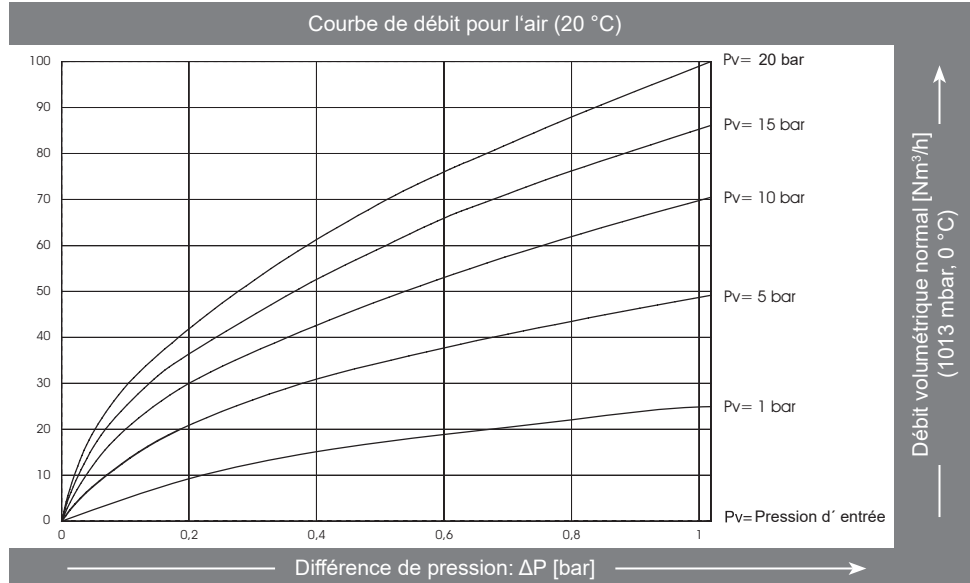 Courbe de débit pour l‘air (20 °C)
100
90
80
70
60
50
40
30
20
10
0
0
0,2
0,4
0,6
0,8
1
Pv= 20 bar
Pv= 15 bar
Pv= 10 bar
Pv= 5 bar
Pv= 1 bar
Pv= Pression d´ entrée
Différence de pression: ΔP [bar]
Débit volumétrique normal [Nm³/h]
(1013 mbar, 0 °C)